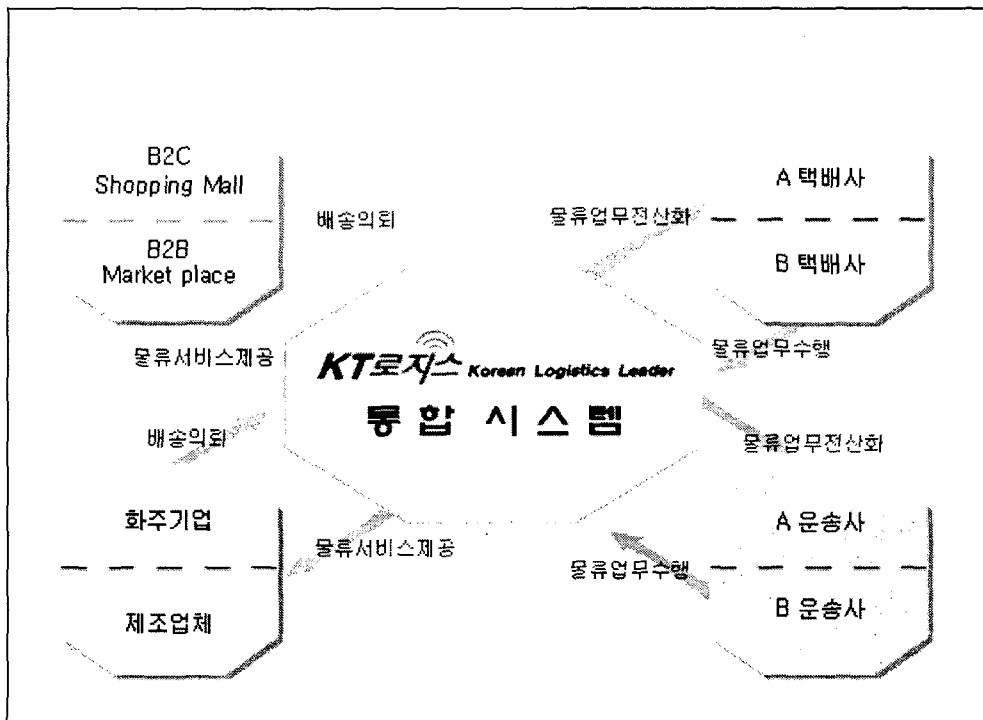 B2C
Shopping Mall
B2B
Market place
배송의뢰
물류업무전산화
A 택배사
B 택배사
물류서비스제공
KT로지스 Korean Logistics Leader
통합 시스템
물류업무수행
배송의뢰
물류업무전산화
화주기업
제조업체
물류서비스제공
물류업무수행
A 운송사
B 운송사